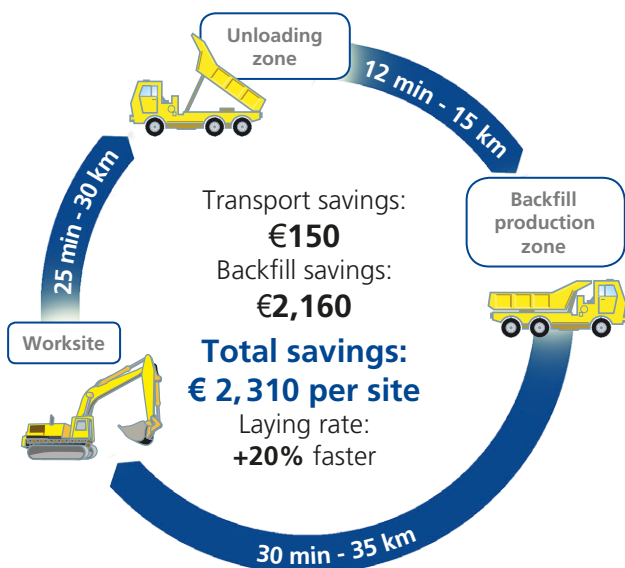 Unloading
zone
12 min - 15 km
Backfill
production
zone
25 min - 30 km
Transport savings:
€150
Backfill savings:
€2,160
Total savings:
€ 2,310 per site
Laying rate:
+20% faster
Worksite
30 min - 35 km